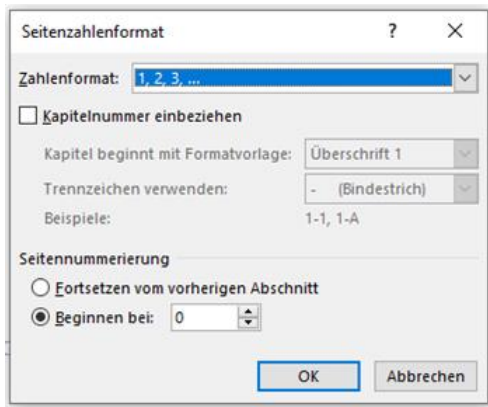 Seitenzahlenformat ?
Zahlenformat: 1, 2, 3, ...
Kapitelnummer einbeziehen
Kapitel beginnt mit Formatvorlage: Überschrift 1
Trennzeichen verwenden: - (Bindestrich)
Beispiele: 1-1, 1-A
Seitennummerierung
Fortsetzen vom vorherigen Abschnitt
Beginnen bei: 0
OK Abbrechen